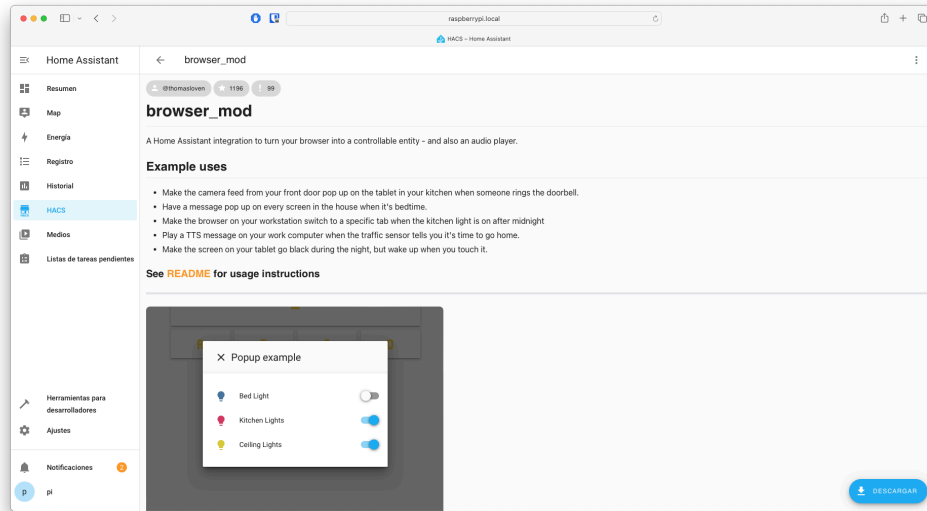 raspberrypi.local
HACS – Home Assistant
Home Assistant
browser_mod
Resumen
Map
Energía
Registro
Historial
HACS
Medios
Listas de tareas pendientes
Herramientas para
desarrolladores
Ajustes
Notificaciones 2
p pi
@thomasloven 1196 99
browser_mod
A Home Assistant integration to turn your browser into a controllable entity - and also an audio player.
Example uses
• Make the camera feed from your front door pop up on the tablet in your kitchen when someone rings the doorbell.
• Have a message pop up on every screen in the house when it's bedtime.
• Make the browser on your workstation switch to a specific tab when the kitchen light is on after midnight
• Play a TTS message on your work computer when the traffic sensor tells you it's time to go home.
• Make the screen on your tablet go black during the night, but wake up when you touch it.
See README for usage instructions
Popup example
Bed Light
Kitchen Lights
Ceiling Lights
DESCARGAR